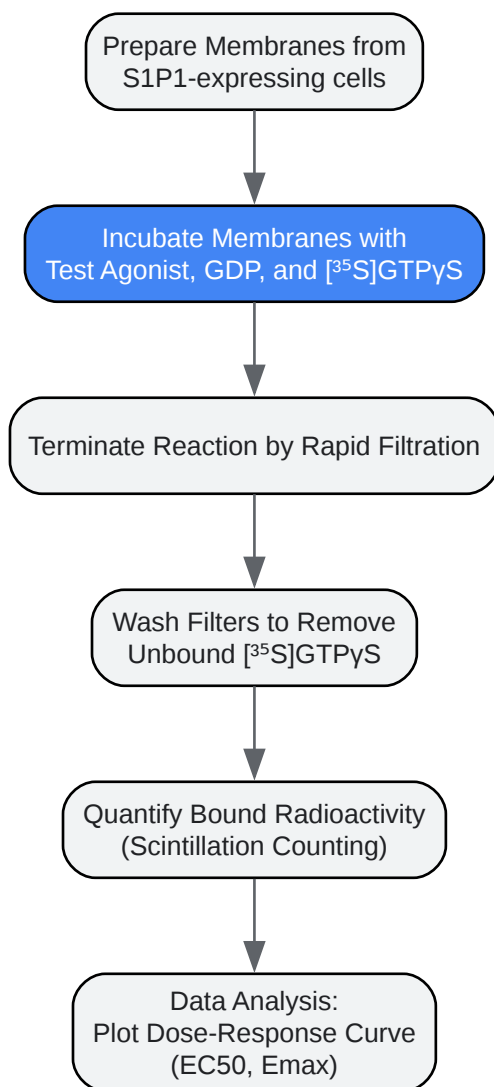 Prepare Membranes from
S1P1-expressing cells
Incubate Membranes with
Test Agonist, GDP, and [³⁵S]GTPγS
Terminate Reaction by Rapid Filtration
Wash Filters to Remove
Unbound [³⁵S]GTPγS
Quantify Bound Radioactivity
(Scintillation Counting)
Data Analysis:
Plot Dose-Response Curve
(EC50, Emax)